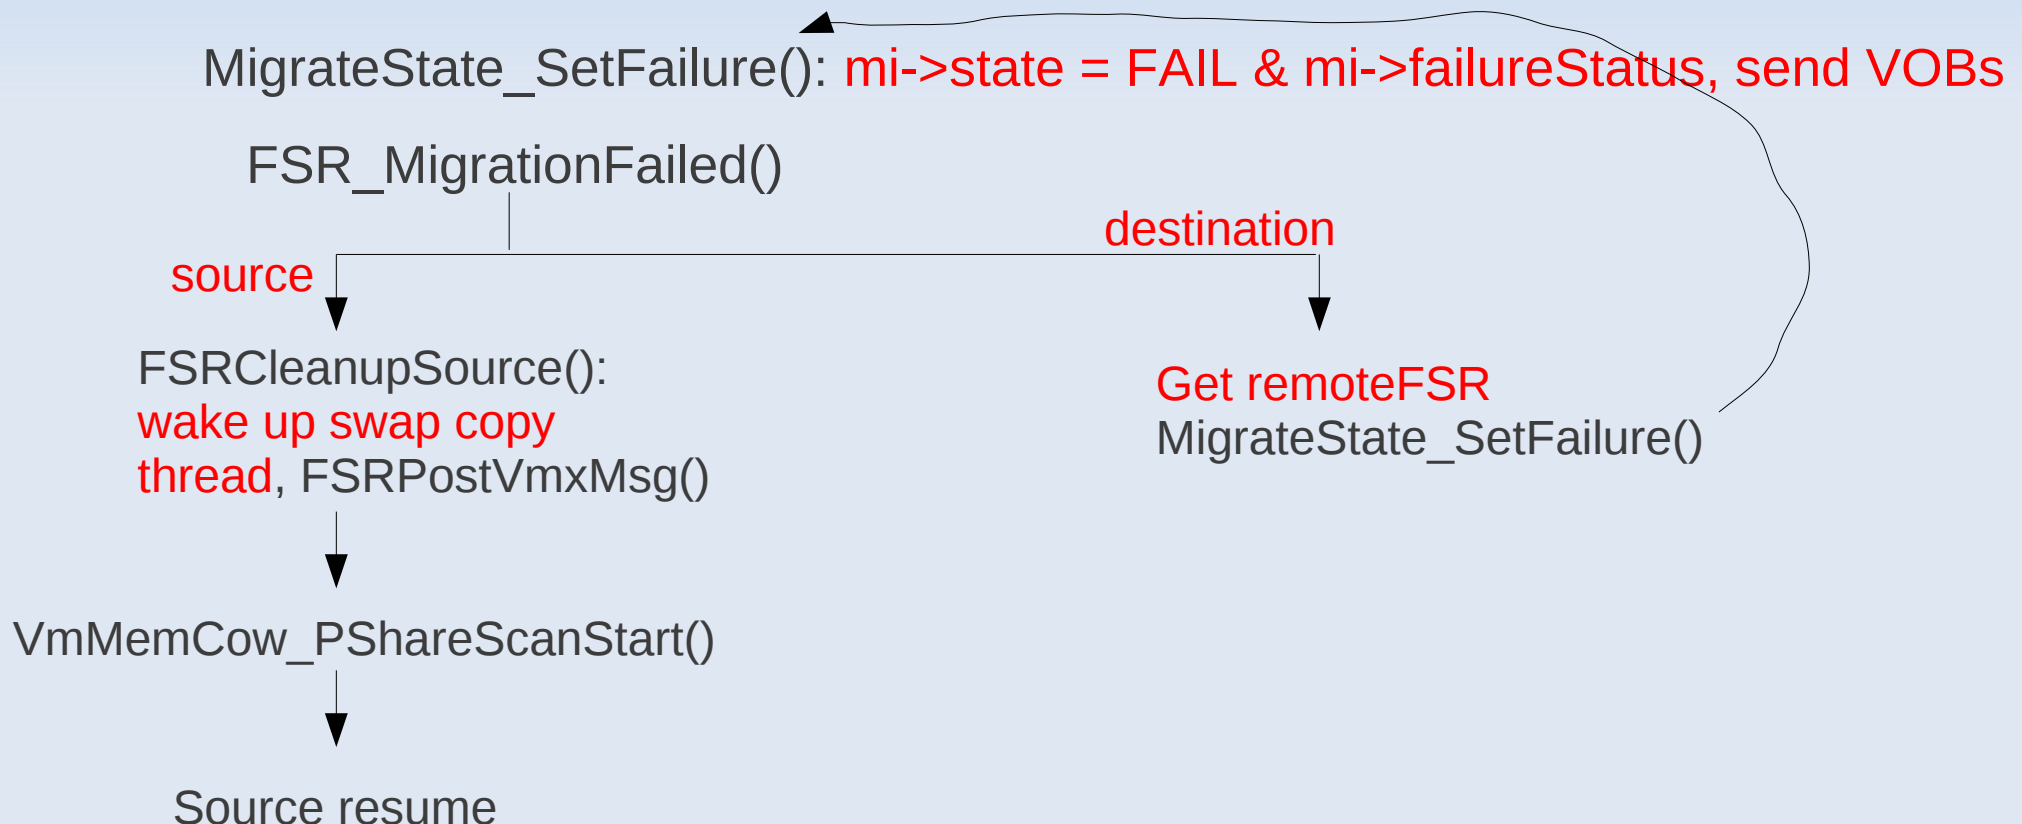 MigrateState_SetFailure(): mi->state = FAIL & mi->failureStatus, send VOBs
FSR_MigrationFailed()
destination
source
FSRCleanupSource():
wake up swap copy
thread, FSRPostVmxMsg()
Get remoteFSR
MigrateState_SetFailure()
VmMemCow_PShareScanStart()
Source resume